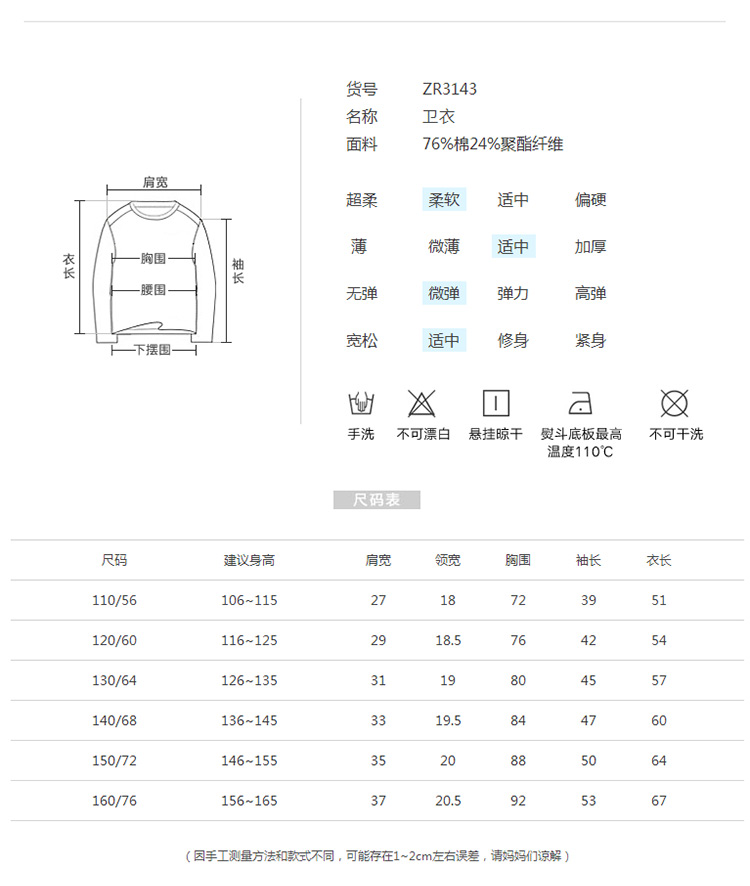 货号 ZR3143
名称 卫衣
面料 76%棉24%聚酯纤维
肩宽
衣长
胸围
袖长
腰围
下摆围
超柔 柔软 适中 偏硬
薄 微薄 适中 加厚
无弹 微弹 弹力 高弹
宽松 适中 修身 紧身
手洗 不可漂白 悬挂晾干 熨斗底板最高 不可干洗
温度110℃
尺码表
尺码 建议身高 肩宽 领宽 胸围 袖长 衣长
110/56 106~115 27 18 72 39 51
120/60 116~125 29 18.5 76 42 54
130/64 126~135 31 19 80 45 57
140/68 136~145 33 19.5 84 47 60
150/72 146~155 35 20 88 50 64
160/76 156~165 37 20.5 92 53 67
(因手工测量方法和款式不同，可能存在1~2cm左右误差，请妈妈们谅解)